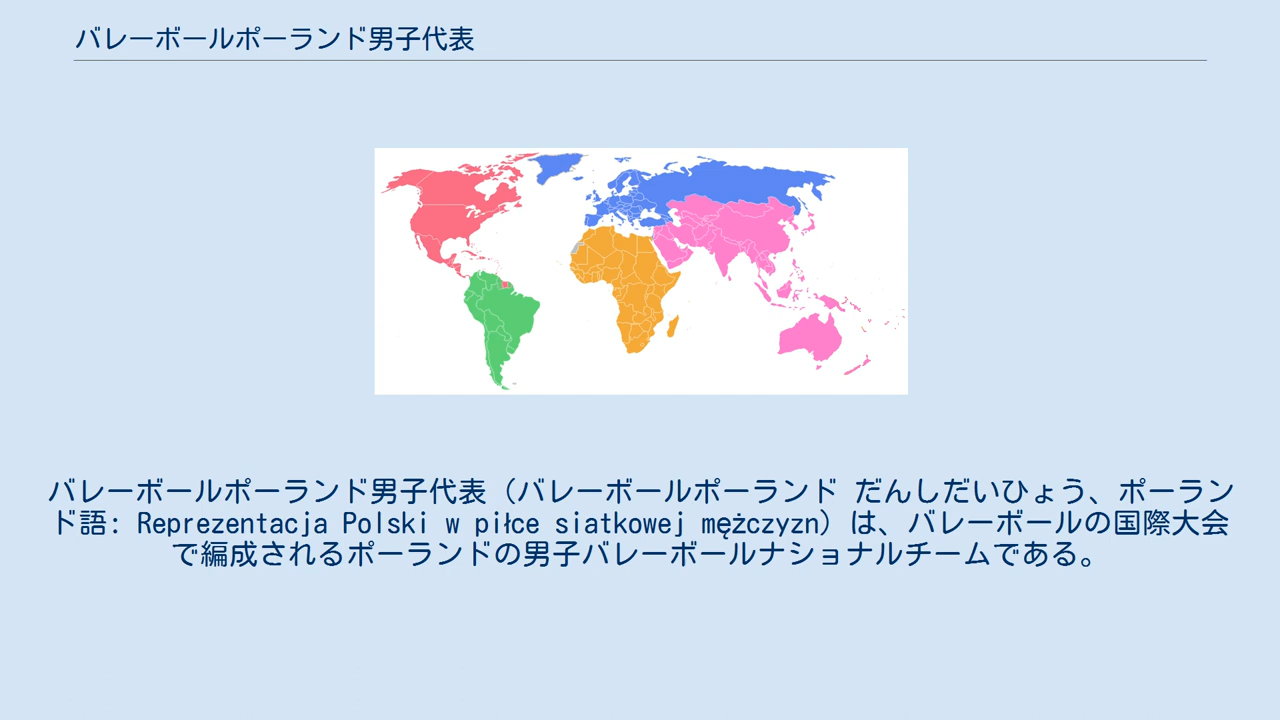 バレーボールポーランド男子代表
バレーボールポーランド男子代表（バレーボールポーランド だんしだいひょう、ポーラン
ド語: Reprezentacja Polski w piłce siatkowej mężczyzn）は、バレーボールの国際大会
で編成されるポーランドの男子バレーボールナショナルチームである。